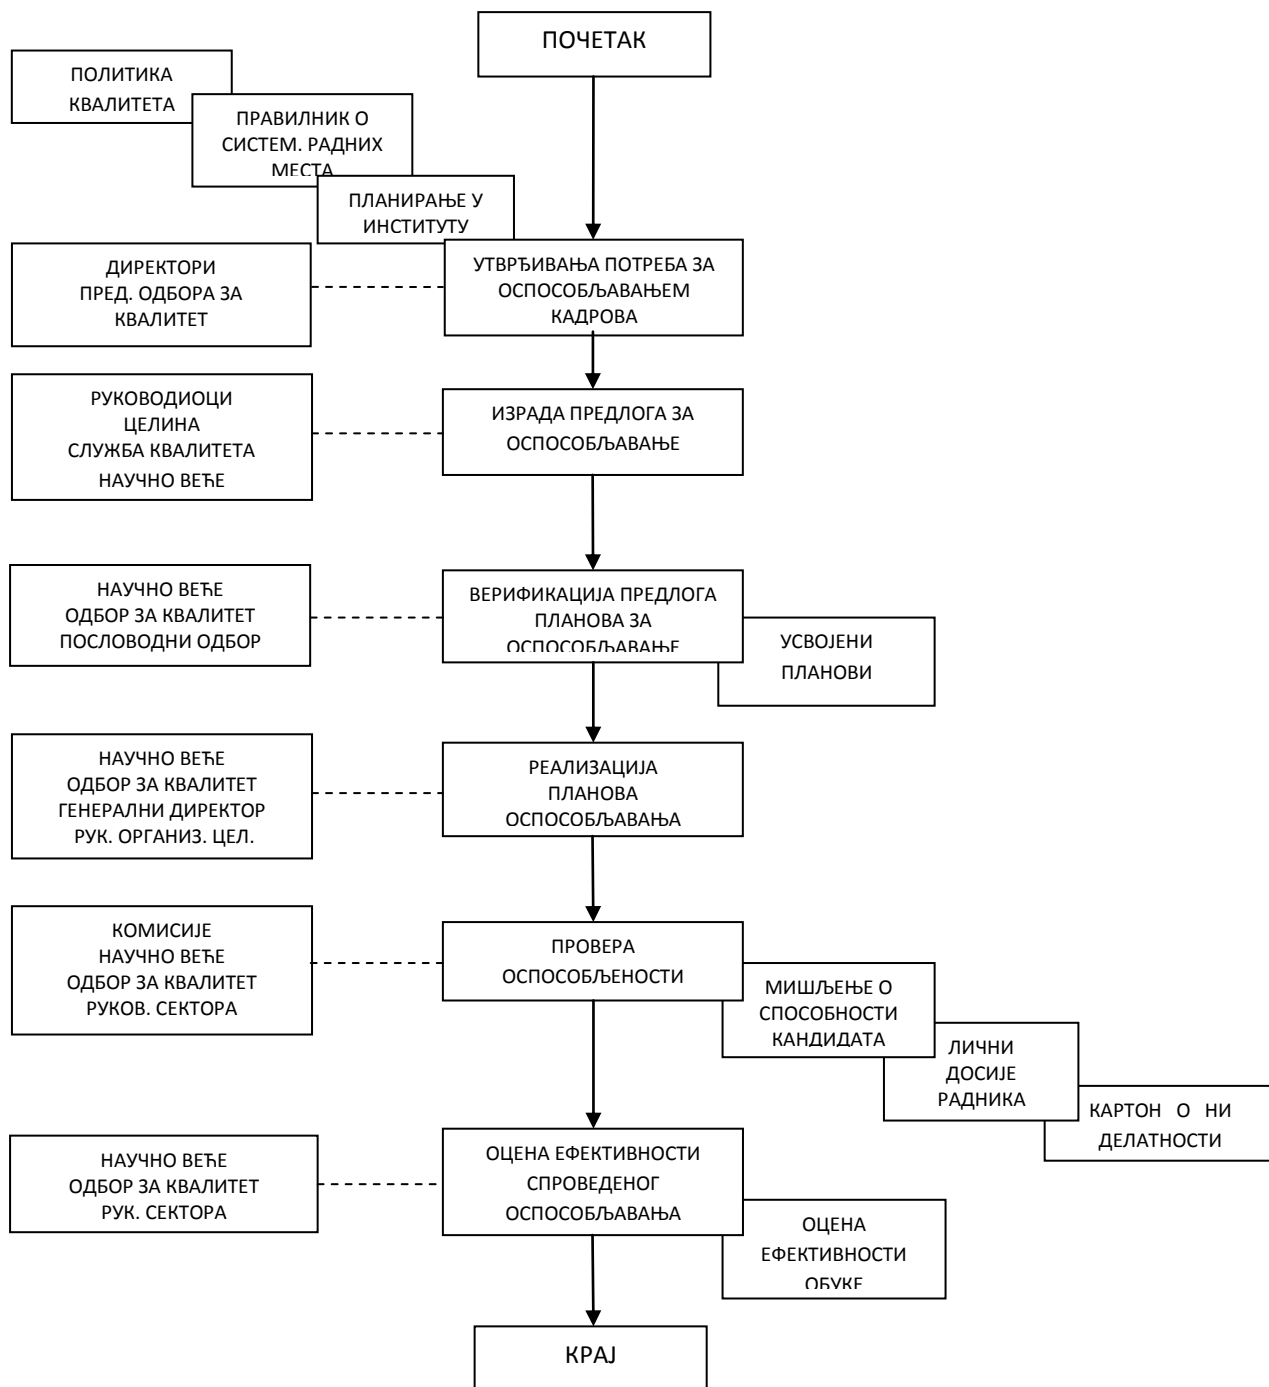 ПОЧЕТАК
ПОЛИТИКА
КВАЛИТЕТА
ПРАВИЛНИК О
СИСТЕМ. РАДНИХ
МЕСТА
ПЛАНИРАЊЕ У
ИНСТИТУТУ
ДИРЕКТОРИ
ПРЕД. ОДБОРА ЗА
КВАЛИТЕТ
УТВРЂИВАЊА ПОТРЕБА ЗА
ОСПОСОБЉАВАЊЕМ
КАДРОВА
РУКОВОДИОЦИ
ЦЕЛИНА
СЛУЖБА КВАЛИТЕТА
НАУЧНО ВЕЋЕ
ИЗРАДА ПРЕДЛОГА ЗА
ОСПОСОБЉАВАЊЕ
НАУЧНО ВЕЋЕ
ОДБОР ЗА КВАЛИТЕТ
ПОСЛОВОДНИ ОДБОР
ВЕРИФИКАЦИЈА ПРЕДЛОГА
ПЛАНОВА ЗА
ОСПОСОБЉАВАЊЕ
УСВОЈЕНИ
ПЛАНОВИ
НАУЧНО ВЕЋЕ
ОДБОР ЗА КВАЛИТЕТ
ГЕНЕРАЛНИ ДИРЕКТОР
РУК. ОРГАНИЗ. ЦЕЛ.
РЕАЛИЗАЦИЈА
ПЛАНОВА
ОСПОСОБЉАВАЊА
КОМИСИЈЕ
НАУЧНО ВЕЋЕ
ОДБОР ЗА КВАЛИТЕТ
РУКОВ. СЕКТОРА
ПРОВЕРА
ОСПОСОБЉЕНОСТИ
МИШЉЕЊЕ О
СПОСОБНОСТИ
КАНДИДАТА
ЛИЧНИ
ДОСИЈЕ
РАДНИКА
КАРТОН О НИ
ДЕЛАТНОСТИ
НАУЧНО ВЕЋЕ
ОДБОР ЗА КВАЛИТЕТ
РУК. СЕКТОРА
ОЦЕНА ЕФЕКТИВНОСТИ
СПРОВЕДЕНОГ
ОСПОСОБЉАВАЊА
ОЦЕНА
ЕФЕКТИВНОСТИ
ОБУКЕ
КРАЈ